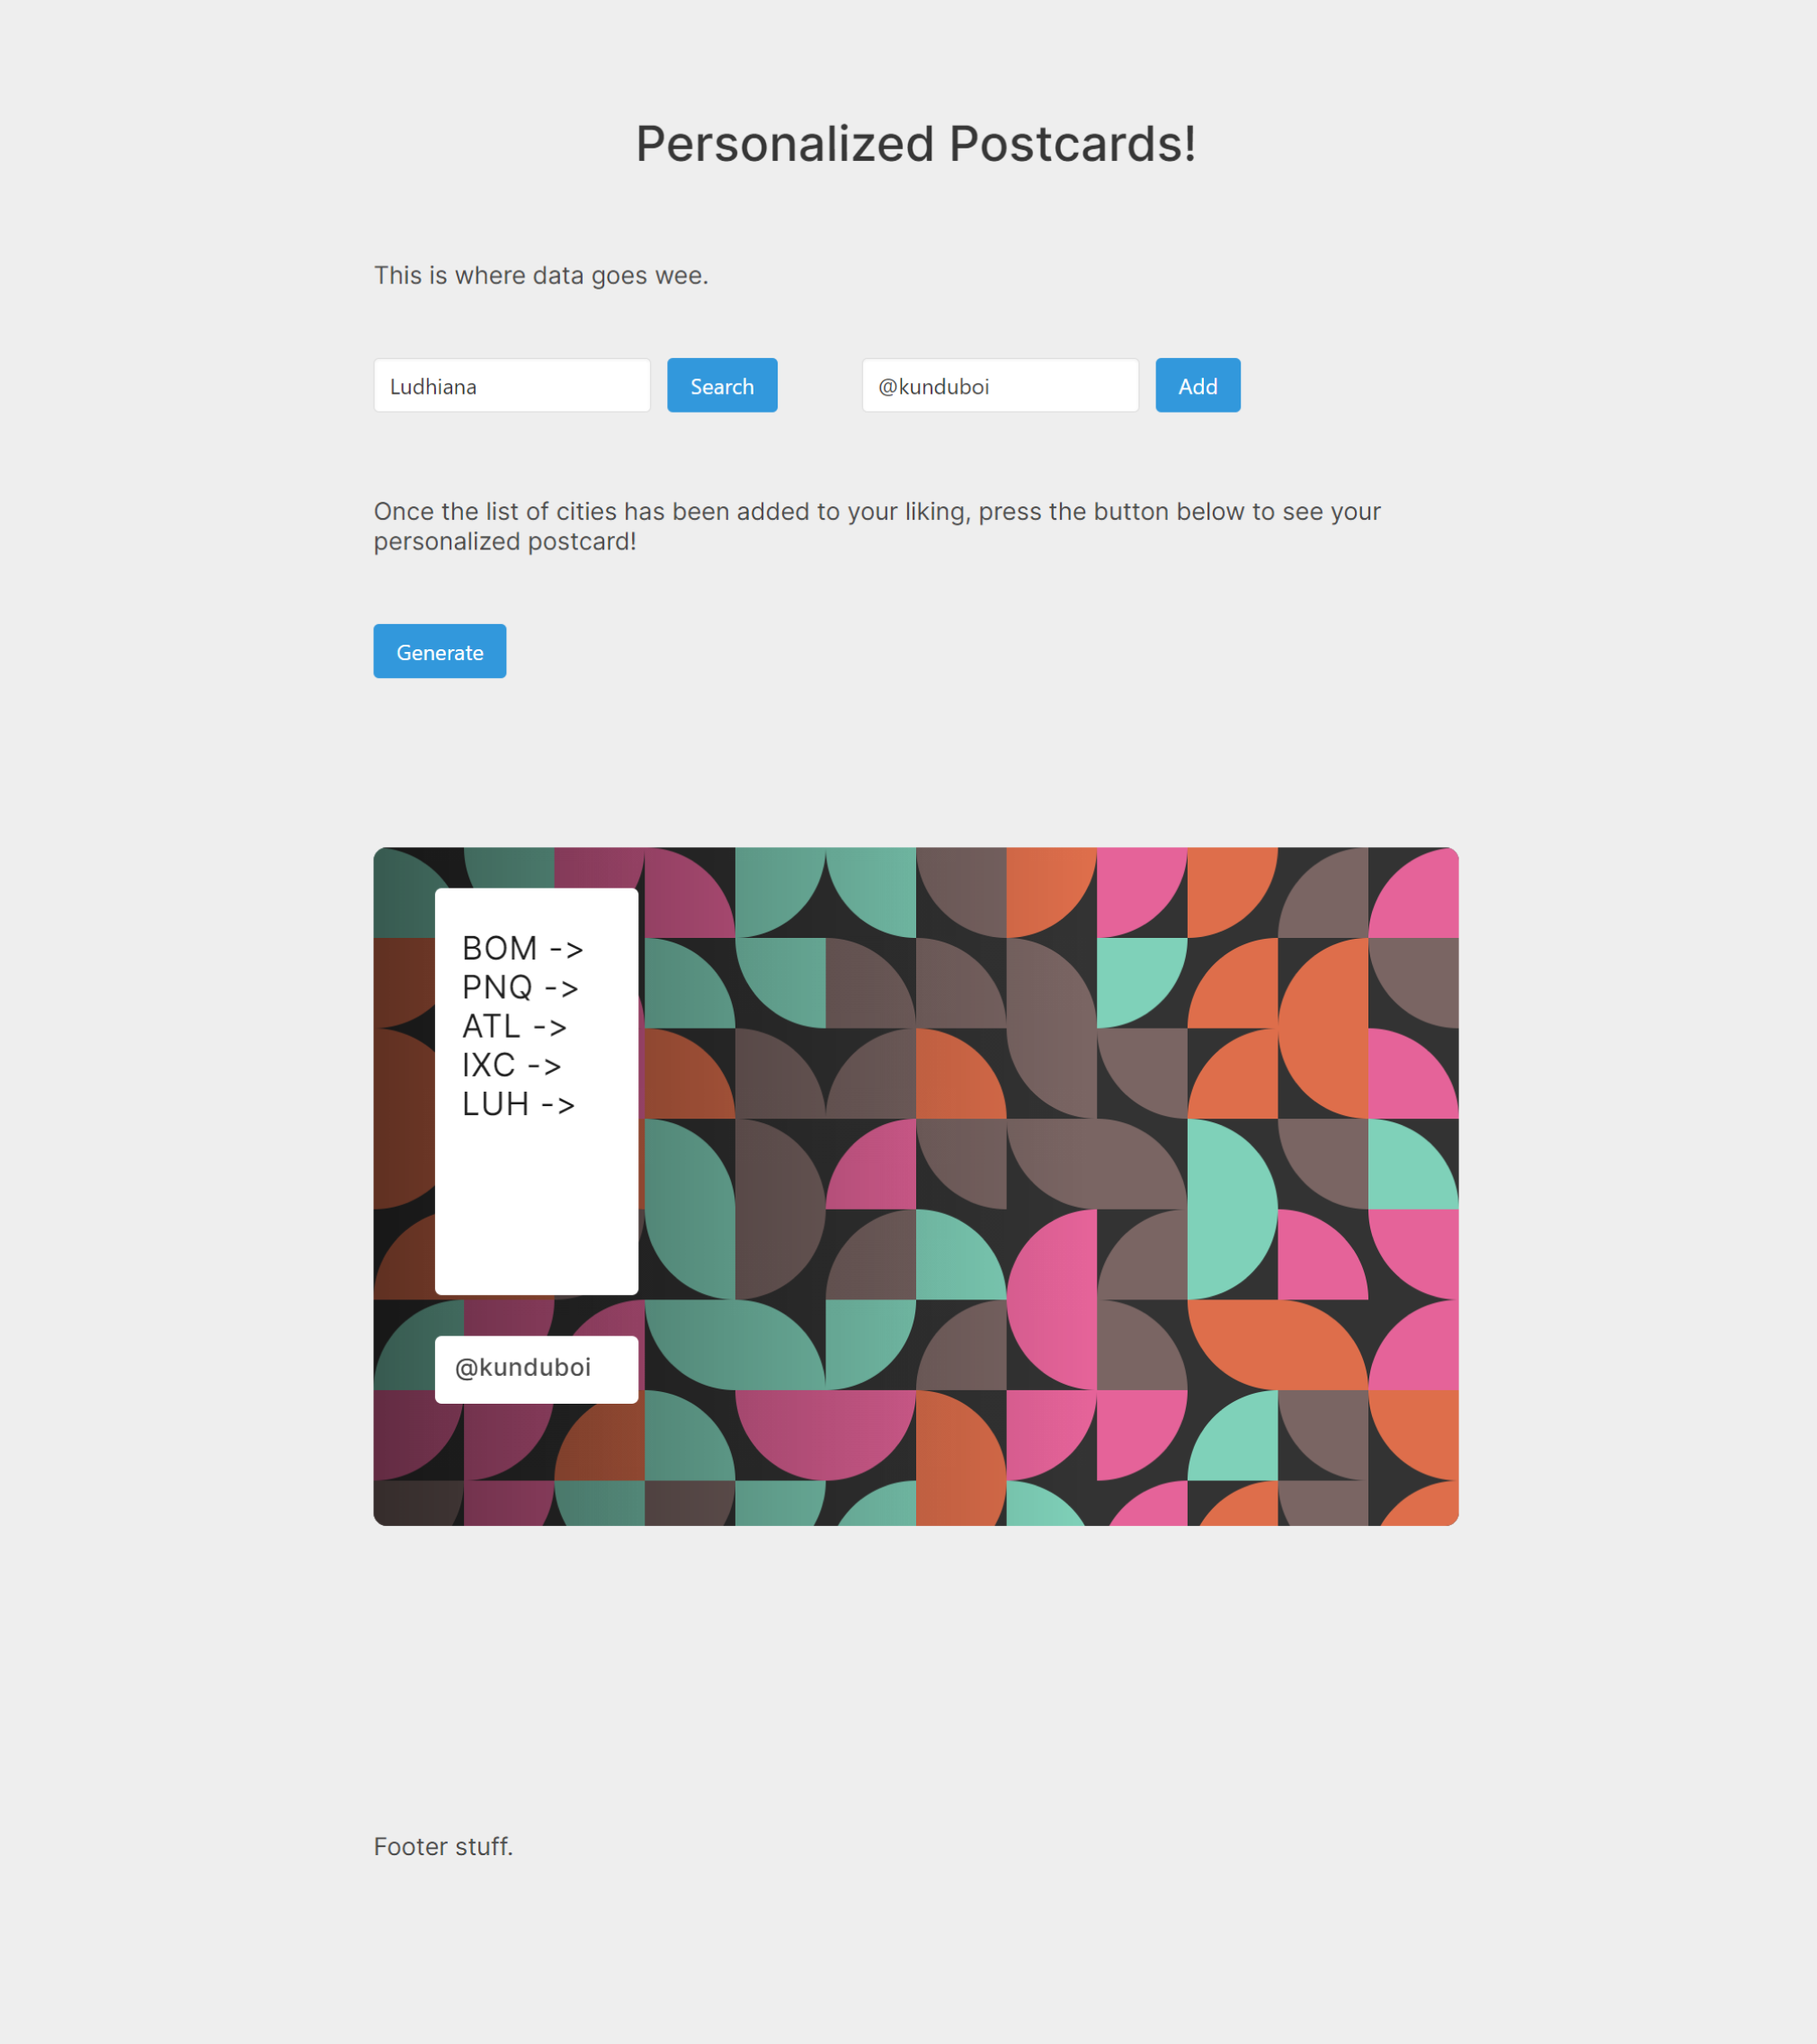 Personalized Postcards!
This is where data goes wee.
Ludhiana
Search
@kunduboi
Add
Once the list of cities has been added to your liking, press the button below to see your
personalized postcard!
Generate
BOM ->
PNQ ->
ATL ->
IXC ->
LUH ->
@kunduboi
Footer stuff.